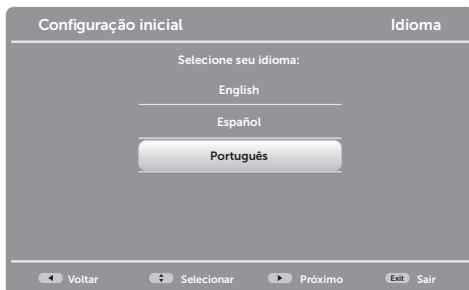 Configuração inicial Idioma
Selecione seu idioma:
English
Español
Português
Voltar Selecionar Próximo Exit Sair